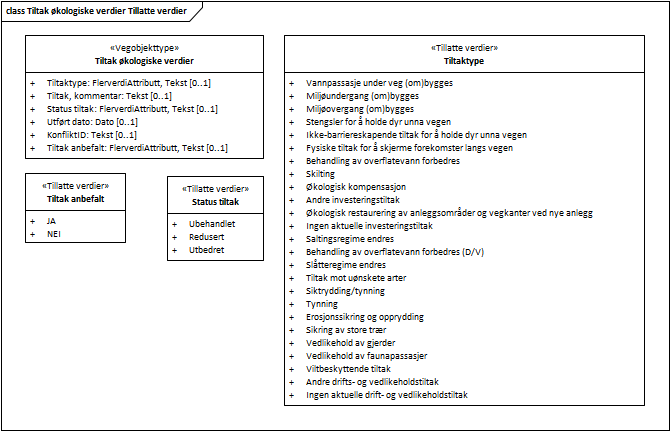 class Tiltak økologiske verdier Tillatte verdier
«Vegobjekttype»
Tiltak økologiske verdier
+ Tiltaktype: FlerverdiAttributt, Tekst [0..1]
+ Tiltak, kommentar: Tekst [0..1]
+ Status tiltak: FlerverdiAttributt, Tekst [0..1]
+ Utført dato: Dato [0..1]
+ KonfliktID: Tekst [0..1]
+ Tiltak anbefalt: FlerverdiAttributt, Tekst [0..1]
«Tillatte verdier»
Tiltak anbefalt
+ JA
+ NEI
«Tillatte verdier»
Status tiltak
+ Ubehandlet
+ Redusert
+ Utbedret
«Tillatte verdier»
Tiltaktype
+ Vannpassasje under veg (om)bygges
+ Miljøundergang (om)bygges
+ Miljøovergang (om)bygges
+ Stengsler for å holde dyr unna vegen
+ Ikke-barriereskapende tiltak for å holde dyr unna vegen
+ Fysiske tiltak for å skjerme forekomster langs vegen
+ Behandling av overflatevann forbedres
+ Skilting
+ Økologisk kompensasjon
+ Andre investeringstiltak
+ Økologisk restaurering av anleggsområder og vegkanter ved nye anlegg
+ Ingen aktuelle investeringstiltak
+ Saltingsregime endres
+ Behandling av overflatevann forbedres (D/V)
+ Slåtteregime endres
+ Tiltak mot uønskete arter
+ Siktrydding/tynning
+ Tynning
+ Erosjonssikring og opprydding
+ Sikring av store trær
+ Vedlikehold av gjerder
+ Vedlikehold av faunapassasjer
+ Viltbeskyttende tiltak
+ Andre drifts- og vedlikeholdstiltak
+ Ingen aktuelle drift- og vedlikeholdstiltak